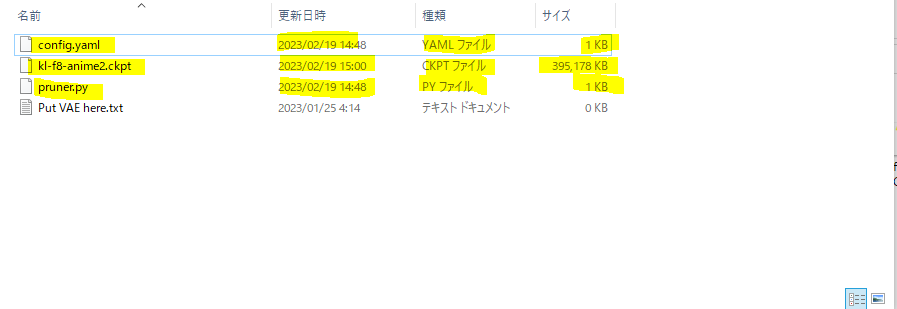 名前 更新日時 種類 サイズ
config.yaml 2023/02/19 14:48 YAML ファイル 1 KB
kl-f8-anime2.ckpt 2023/02/19 15:00 CKPT ファイル 395,178 KB
pruner.py 2023/02/19 14:48 PY ファイル 1 KB
Put VAE here.txt 2023/01/25 4:14 テキスト ドキュメント 0 KB